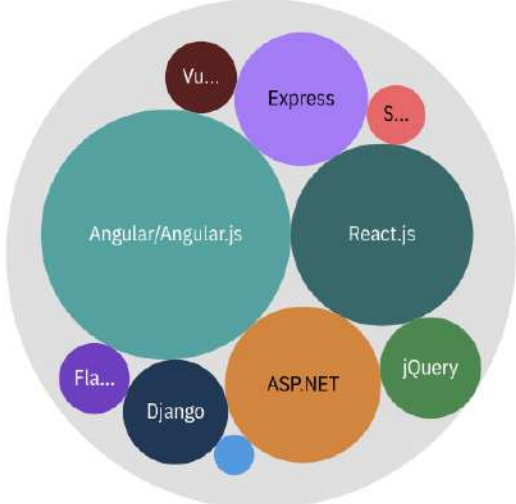 Vu...
Express
S...
Angular/Angular.js
React.js
Fla...
Django
ASP.NET
jQuery